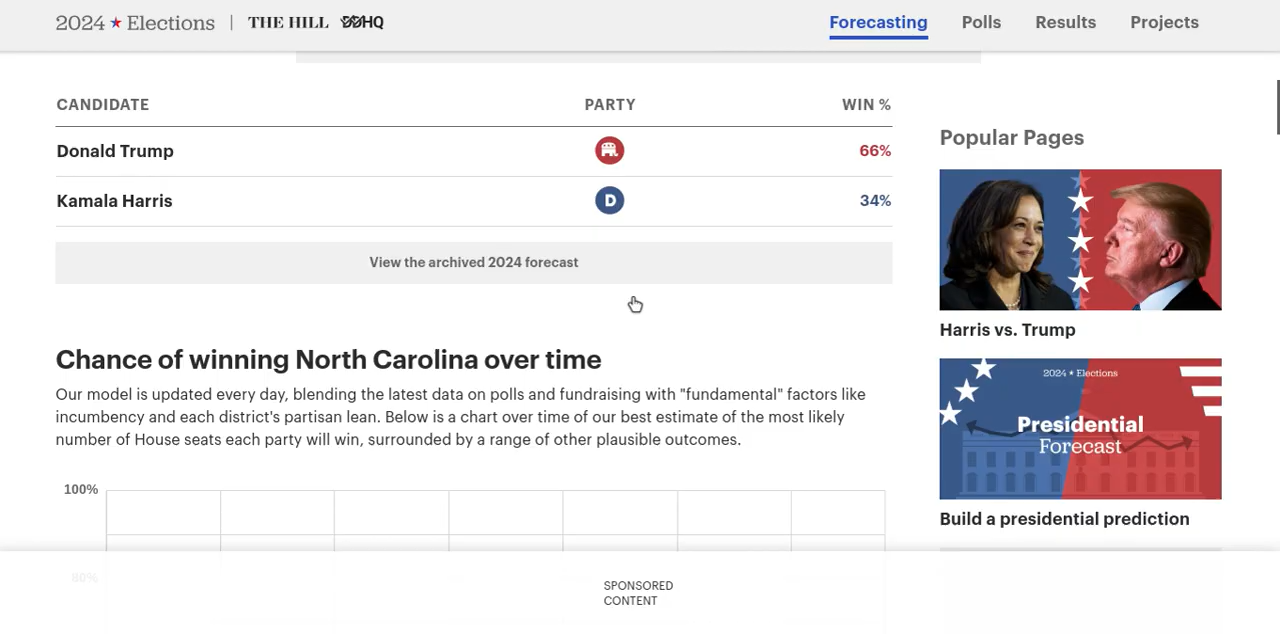 2024 ★ Elections | THE HILL DDHQ
Forecasting Polls Results Projects
CANDIDATE PARTY WIN %
Donald Trump 66%
Kamala Harris D 34%
View the archived 2024 forecast
Chance of winning North Carolina over time
Our model is updated every day, blending the latest data on polls and fundraising with "fundamental" factors like
incumbency and each district's partisan lean. Below is a chart over time of our best estimate of the most likely
number of House seats each party will win, surrounded by a range of other plausible outcomes.
100%
80%
Popular Pages
Harris vs. Trump
2024 ★ Elections
Presidential
Forecast
Build a presidential prediction
SPONSORED
CONTENT